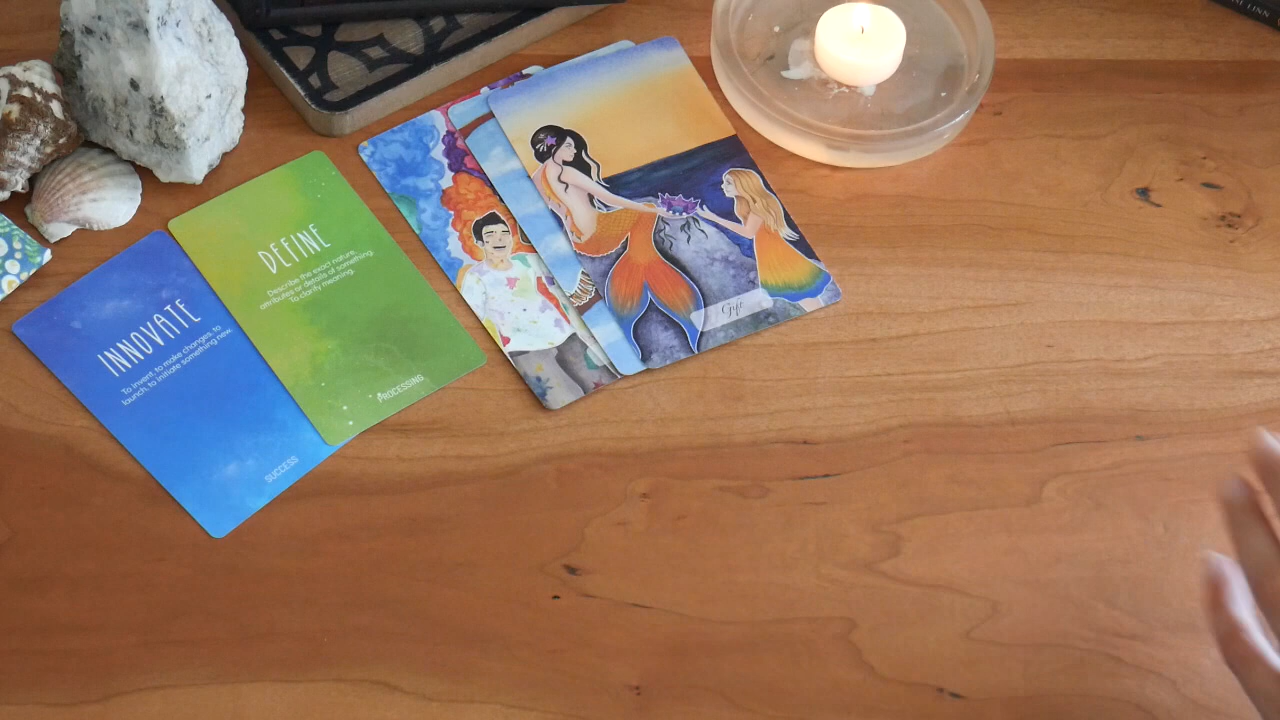 INNOVATE
To invent, to make changes, to
launch, to initiate something new.
SUCCESS
DEFINE
Describe the exact nature,
attributes or details of something.
To clarify meaning.
PROCESSING
Gift
LINN